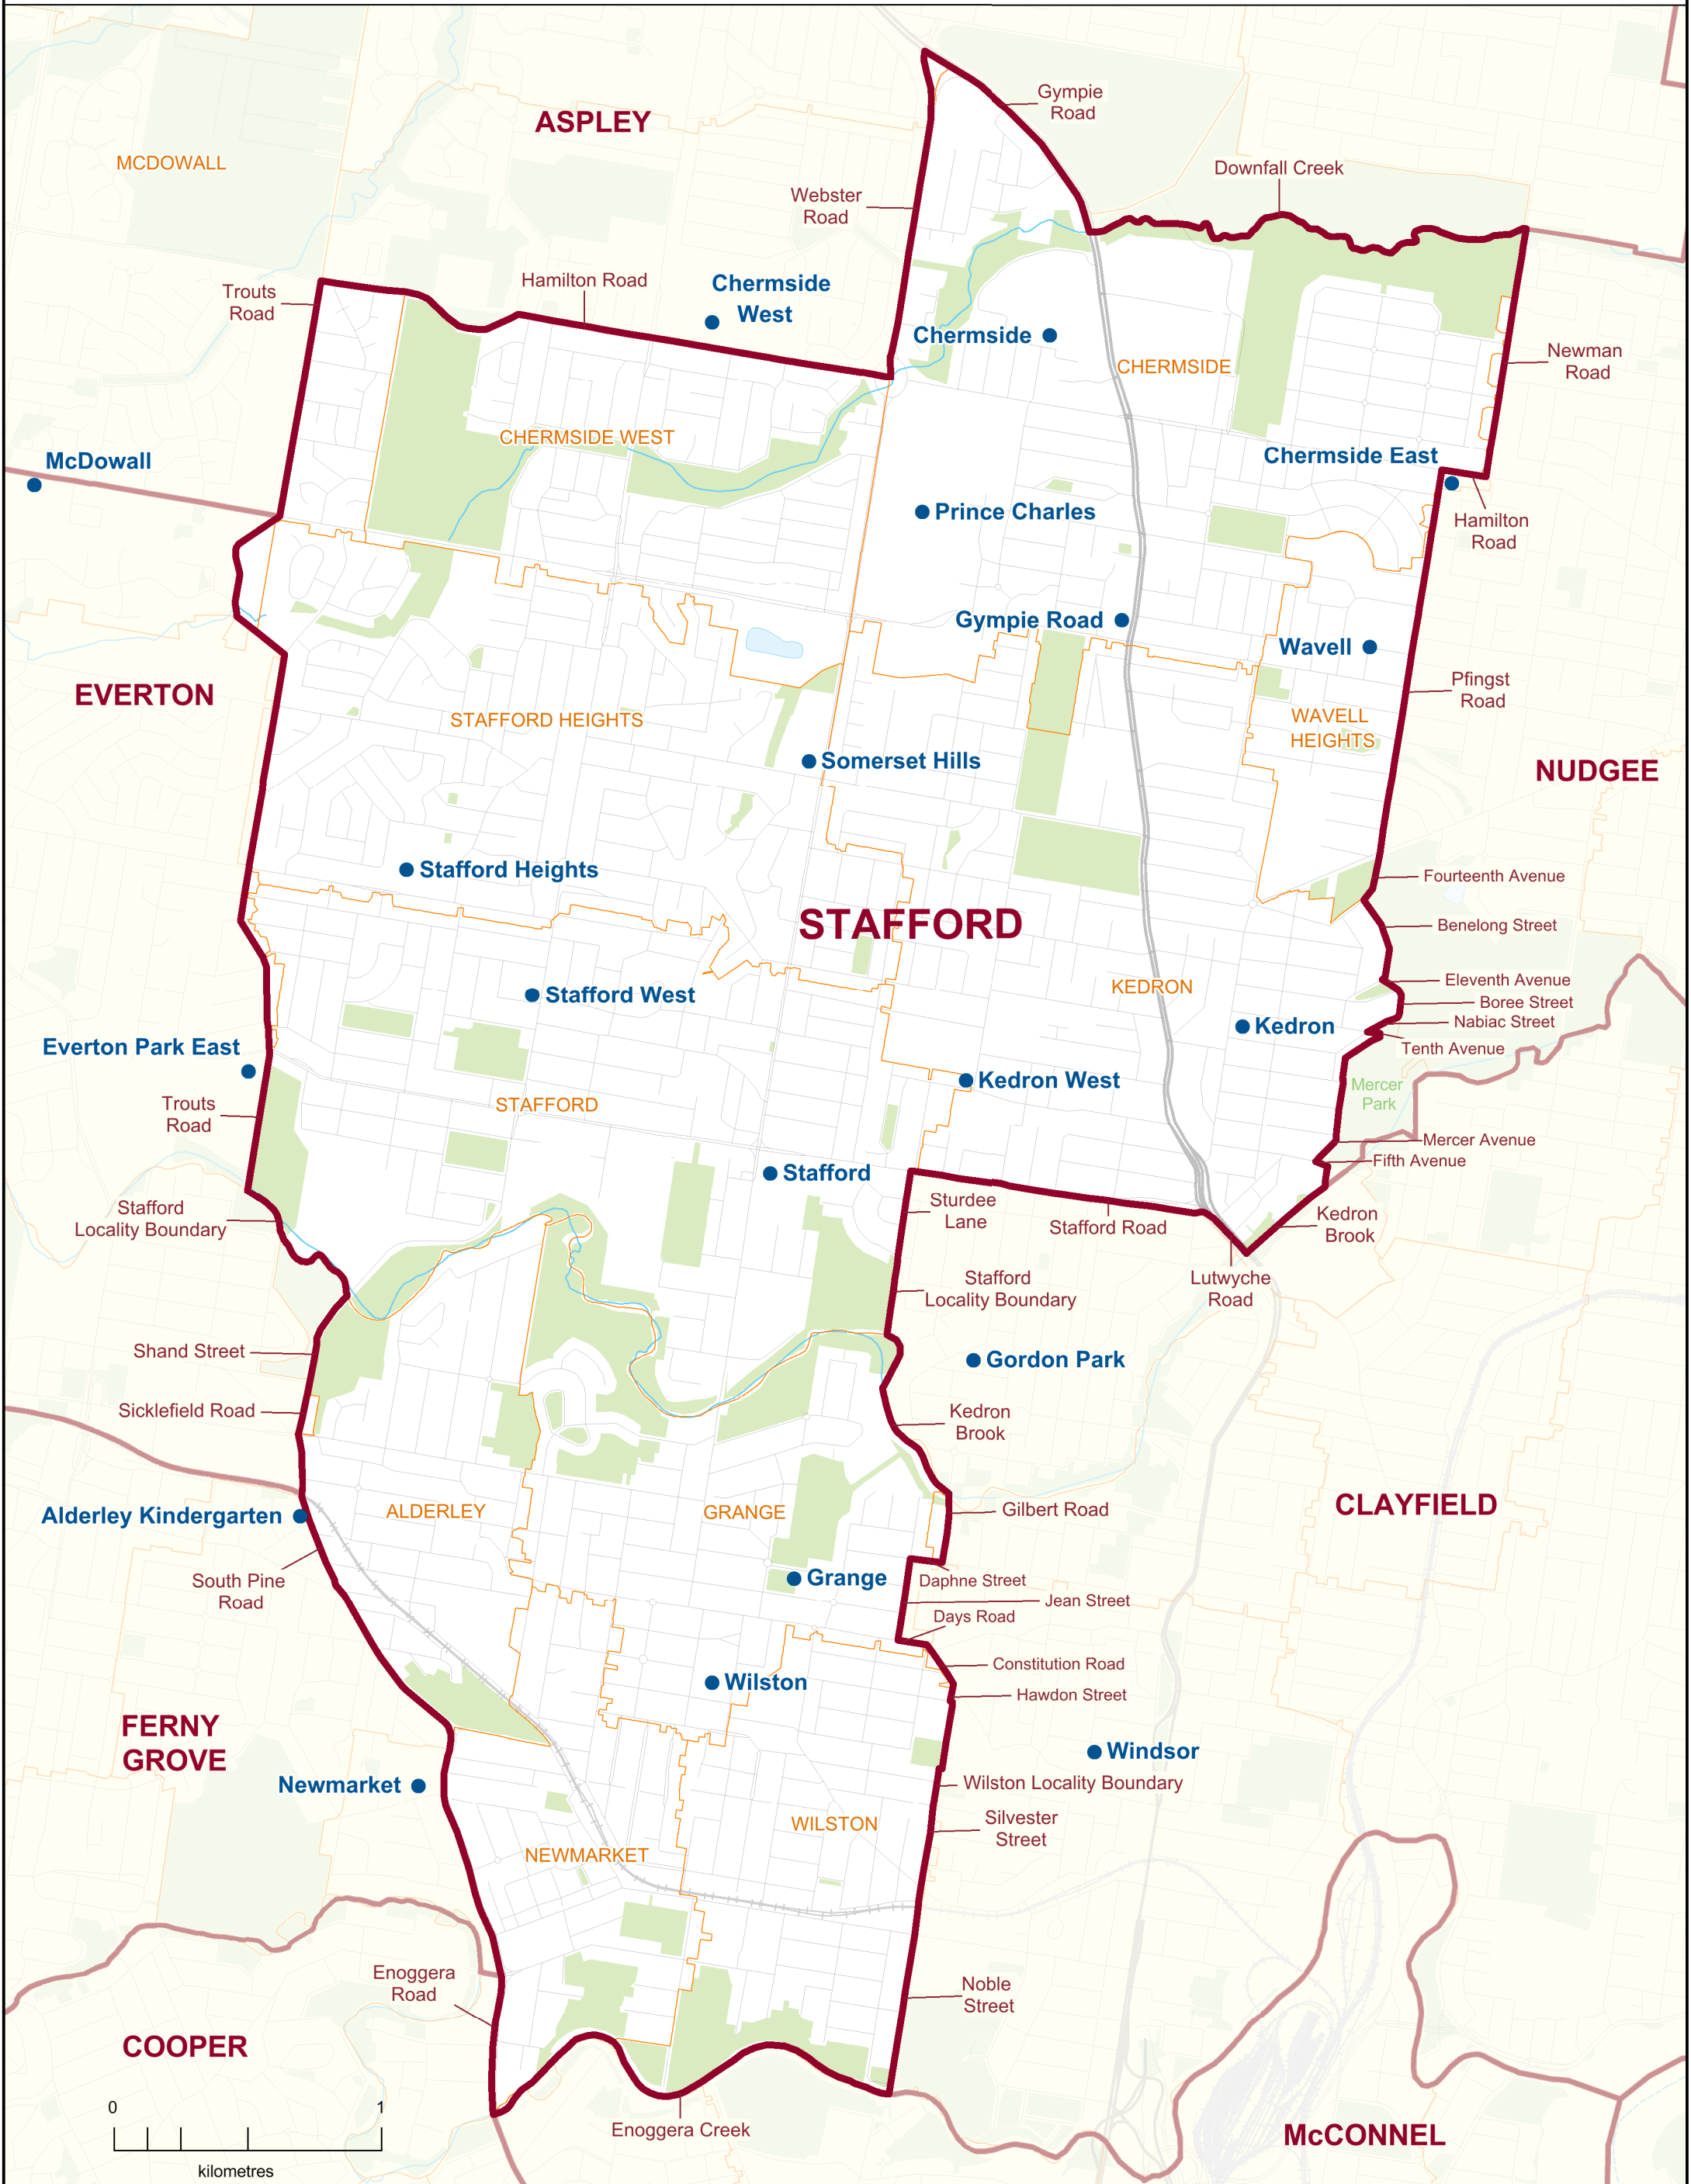 Gympie
Road
ASPLEY
MCDOWALL
Downfall Creek
Webster
Road
Hamilton Road
Chermside
West
Trouts
Road
Chermside
CHERMSIDE
Newman
Road
CHERMSIDE WEST
McDowall
Chermside East
Prince Charles
Hamilton
Road
Gympie Road
Wavell
EVERTON
Pfingst
Road
STAFFORD HEIGHTS
WAVELL
HEIGHTS
Somerset Hills
NUDGEE
Stafford Heights
Fourteenth Avenue
STAFFORD
Benelong Street
KEDRON
Eleventh Avenue
Stafford West
Boree Street
Nabiac Street
Kedron
Everton Park East
Tenth Avenue
Kedron West
Mercer
Park
STAFFORD
Trouts
Road
Mercer Avenue
Fifth Avenue
Stafford
Stafford
Locality Boundary
Sturdee
Lane
Stafford Road
Kedron
Brook
Stafford
Locality Boundary
Lutwyche
Road
Shand Street
Gordon Park
Sicklefield Road
Kedron
Brook
Alderley Kindergarten
ALDERLEY
GRANGE
Gilbert Road
CLAYFIELD
South Pine
Road
Grange
Daphne Street
Jean Street
Days Road
Constitution Road
Wilston
Hawdon Street
FERNY
GROVE
Windsor
Newmarket
Wilston Locality Boundary
WILSTON
Silvester
Street
NEWMARKET
Enoggera
Road
Noble
Street
COOPER
0 1
kilometres
Enoggera Creek
McCONNEL